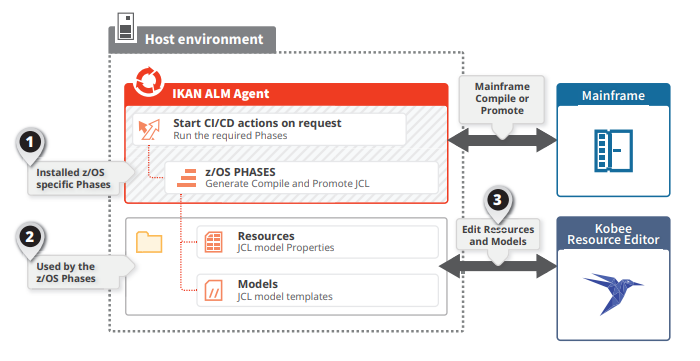 Host environment
IKAN ALM Agent
Start CI/CD actions on request
Run the required Phases
1
Installed z/OS
specific Phases
z/OS PHASES
Generate Compile and Promote JCL
Mainframe
Compile or
Promote
Mainframe
2
Used by the
z/OS Phases
Resources
JCL model Properties
Models
JCL model templates
3
Edit Resources
and Models
Kobee
Resource Editor